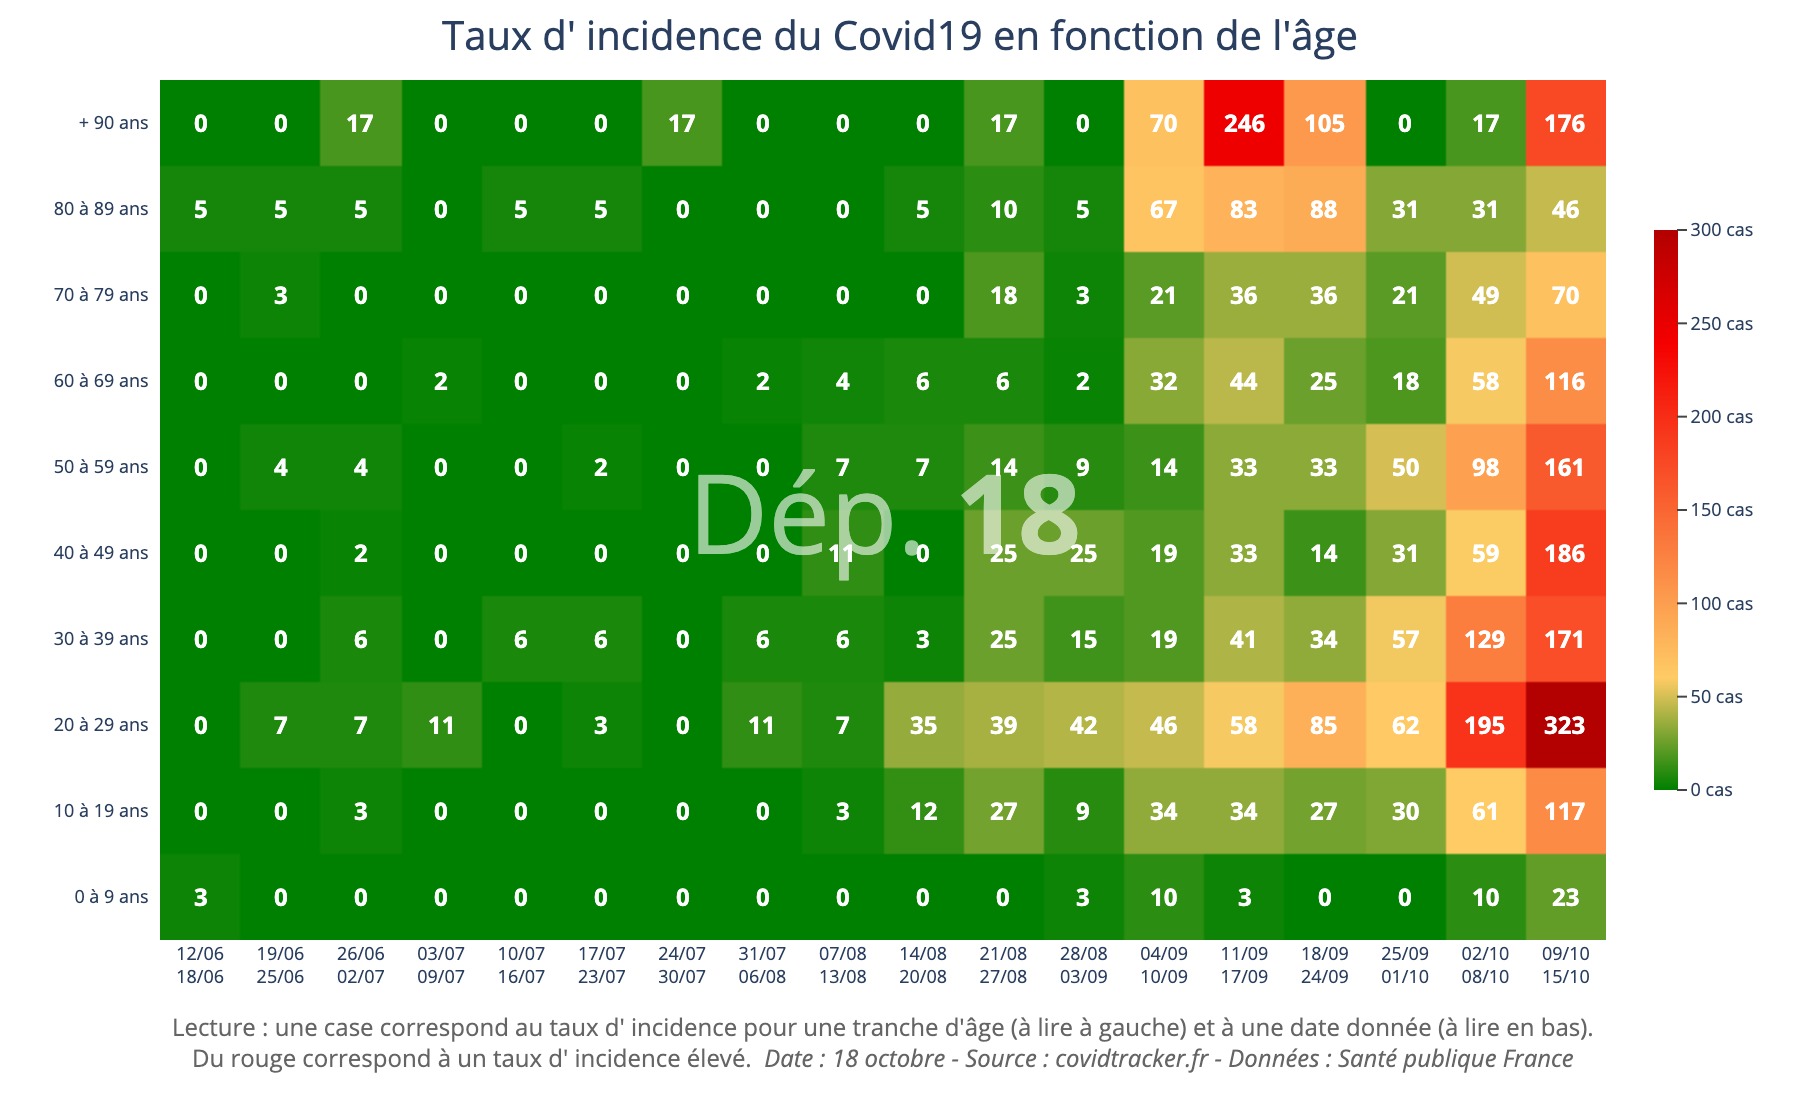 Taux d' incidence du Covid19 en fonction de l'âge
+ 90 ans 0 0 17 0 0 0 17 0 0 0 17 0 70 246 105 0 17 176
80 à 89 ans 5 5 5 0 5 5 0 0 0 5 10 5 67 83 88 31 31 46
70 à 79 ans 0 3 0 0 0 0 0 0 0 0 18 3 21 36 36 21 49 70
60 à 69 ans 0 0 0 2 0 0 0 2 4 6 6 2 32 44 25 18 58 116
50 à 59 ans 0 4 4 0 0 2 0 0 7 7 14 9 14 33 33 50 98 161
Dép. 18
40 à 49 ans 0 0 2 0 0 0 0 0 11 0 25 25 19 33 14 31 59 186
30 à 39 ans 0 0 6 0 6 6 0 6 6 3 25 15 19 41 34 57 129 171
20 à 29 ans 0 7 7 11 0 3 0 11 7 35 39 42 46 58 85 62 195 323
10 à 19 ans 0 0 3 0 0 0 0 0 3 12 27 9 34 34 27 30 61 117
0 à 9 ans 3 0 0 0 0 0 0 0 0 0 0 3 10 3 0 0 10 23
12/06 19/06 26/06 03/07 10/07 17/07 24/07 31/07 07/08 14/08 21/08 28/08 04/09 11/09 18/09 25/09 02/10 09/10
18/06 25/06 02/07 09/07 16/07 23/07 30/07 06/08 13/08 20/08 27/08 03/09 10/09 17/09 24/09 01/10 08/10 15/10
300 cas
250 cas
200 cas
150 cas
100 cas
50 cas
0 cas
Lecture : une case correspond au taux d' incidence pour une tranche d'âge (à lire à gauche) et à une date donnée (à lire en bas).
Du rouge correspond à un taux d' incidence élevé. Date : 18 octobre - Source : covidtracker.fr - Données : Santé publique France